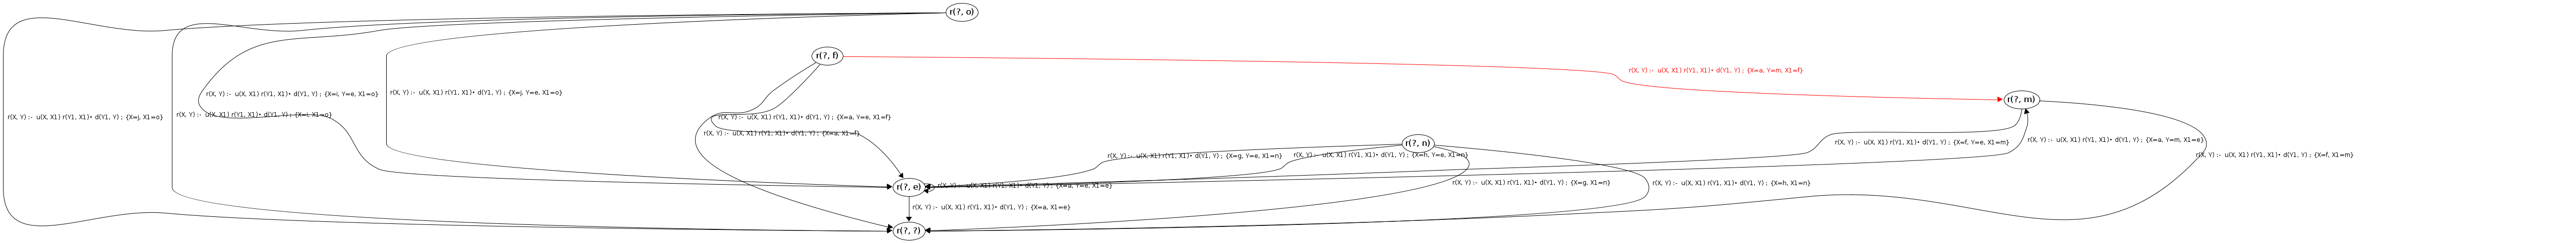 r(?, o)
r(?, f)
r(X, Y) :- u(X, X1) r(Y1, X1)• d(Y1, Y) ; {X=a, Y=m, X1=f}
r(X, Y) :- u(X, X1) r(Y1, X1)• d(Y1, Y) ; {X=i, Y=e, X1=o}
r(X, Y) :- u(X, X1) r(Y1, X1)• d(Y1, Y) ; {X=j, Y=e, X1=o}
r(?, m)
r(X, Y) :- u(X, X1) r(Y1, X1)• d(Y1, Y) ; {X=j, X1=o}
r(X, Y) :- u(X, X1) r(Y1, X1)• d(Y1, Y) ; {X=i, X1=o}
r(X, Y) :- u(X, X1) r(Y1, X1)• d(Y1, Y) ; {X=a, Y=e, X1=f}
r(X, Y) :- u(X, X1) r(Y1, X1)• d(Y1, Y) ; {X=a, X1=f}
r(?, n)
r(X, Y) :- u(X, X1) r(Y1, X1)• d(Y1, Y) ; {X=f, Y=e, X1=m}
r(X, Y) :- u(X, X1) r(Y1, X1)• d(Y1, Y) ; {X=a, Y=m, X1=e}
r(X, Y) :- u(X, X1) r(Y1, X1)• d(Y1, Y) ; {X=g, Y=e, X1=n}
r(X, Y) :- u(X, X1) r(Y1, X1)• d(Y1, Y) ; {X=h, Y=e, X1=n}
r(X, Y) :- u(X, X1) r(Y1, X1)• d(Y1, Y) ; {X=f, X1=m}
r(?, e)
r(X, Y) :- u(X, X1) r(Y1, X1)• d(Y1, Y) ; {X=a, Y=e, X1=e}
r(X, Y) :- u(X, X1) r(Y1, X1)• d(Y1, Y) ; {X=g, X1=n}
r(X, Y) :- u(X, X1) r(Y1, X1)• d(Y1, Y) ; {X=h, X1=n}
r(X, Y) :- u(X, X1) r(Y1, X1)• d(Y1, Y) ; {X=a, X1=e}
r(?, ?)